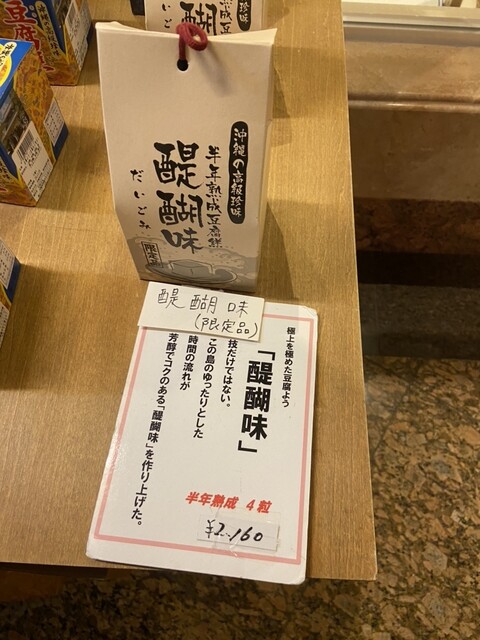 沖縄の高級珍味
半年熟成豆腐餻
醍醐味
だいごみ
限定品
醍醐味
(限定品)
極上を極めた豆腐よう
「醍醐味」
技だけではない。
この島のゆったりとした
時間の流れが
芳醇でコクのある「醍醐味」を作り上げた。
半年熟成 4粒
¥2,160